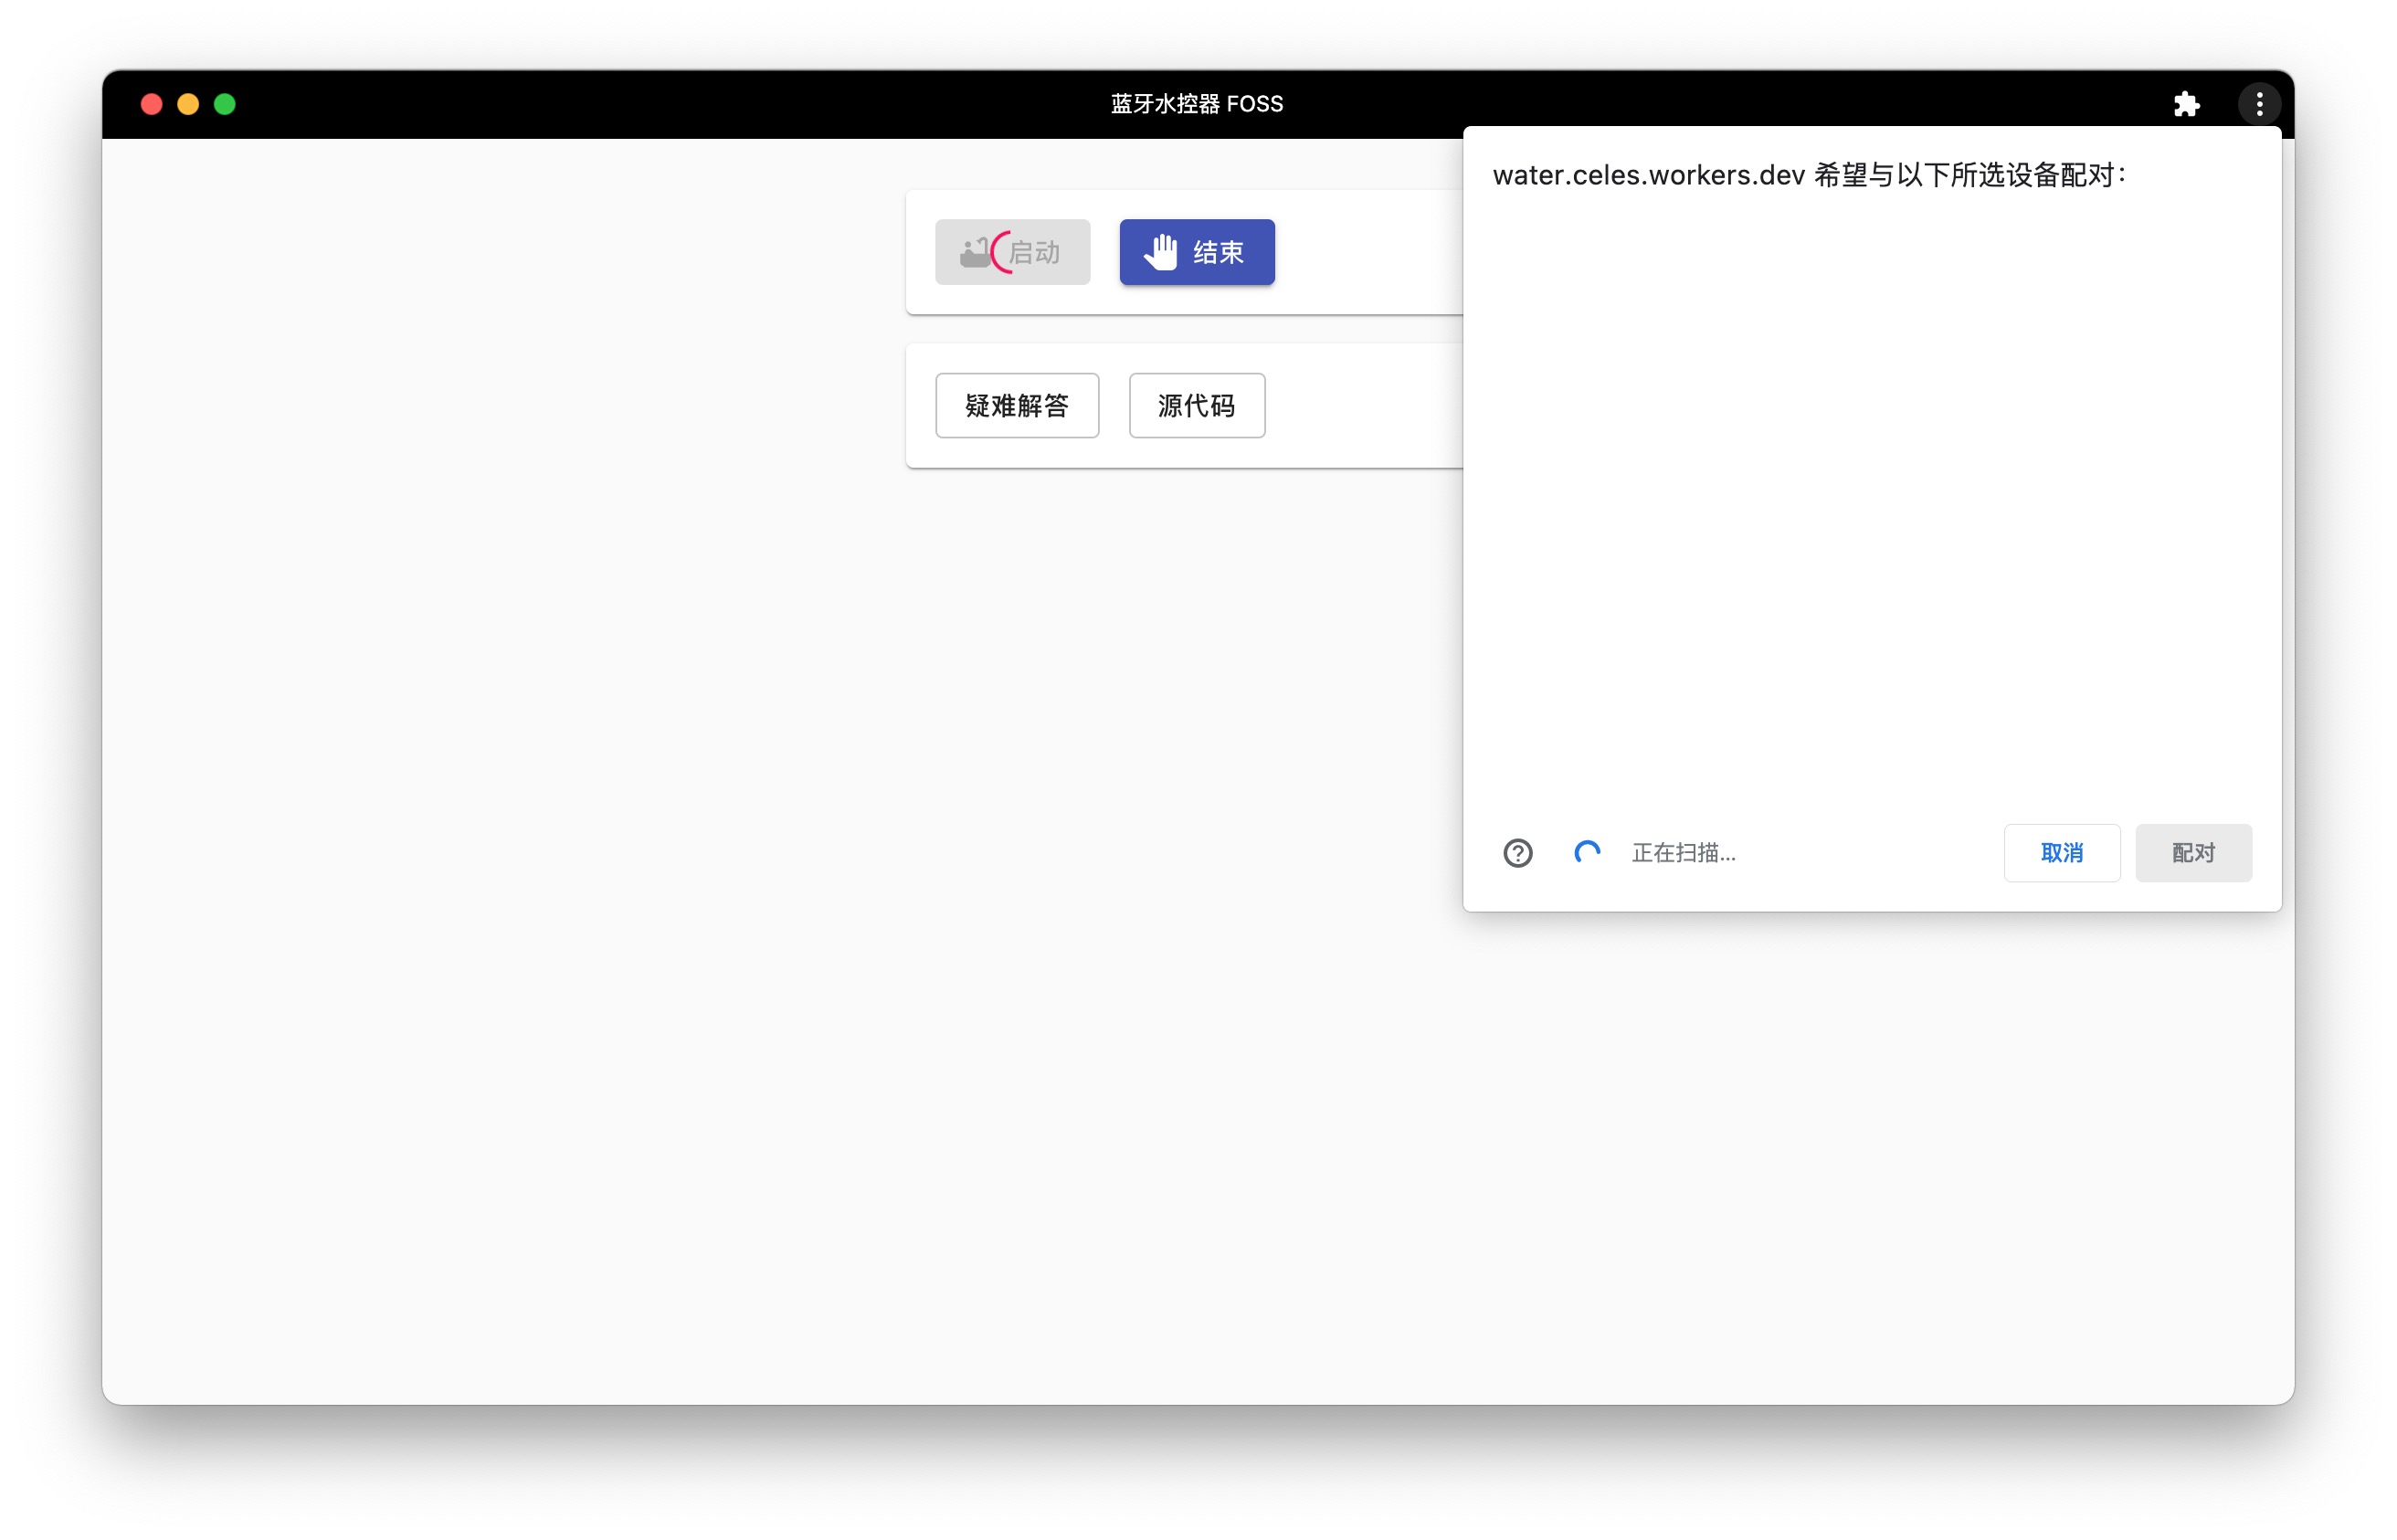 蓝牙水控器 FOSS
water.celes.workers.dev 希望与以下所选设备配对：
启动
结束
疑难解答
源代码
正在扫描...
取消
配对